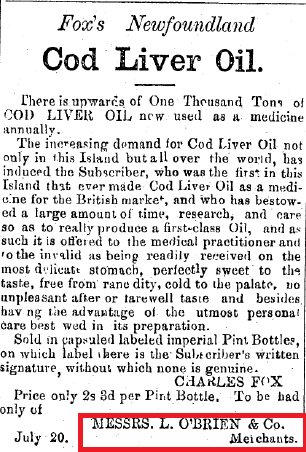 Fox's Newfoundland
Cod Liver Oil.
There is upwards of One Thousand Tons of
COD LIVER OIL now used as a medicine
annually.
The increasing demand for Cod Liver Oil not
only in this Island but all over the world, has
induced the Subscriber, who was the first in this
Island that ever made Cod Liver Oil as a medi-
cine for the British market, and who has bestow-
ed a large amount of time, research, and care
so as to really produce a first-class Oil, and as
such it is offered to the medical practitioner and
to the invalid as being readily received on the
most delicate stomach, perfectly sweet to the
taste, free from rancdity, cold to the palate, no
unpleasant after or farewell taste and besides
having the advantage of the utmost personal
care best wed in its preparation.
Sold in capsuled labeled imperial Pint Bottles,
on which label there is the Subscriber's written
signature, without which none is genuine.
CHARLES FOX
Price only 2s 3d per Pint Bottle. To be had
only of
MESSRS. L. O'BRIEN & Co.
July 20. Merchants.